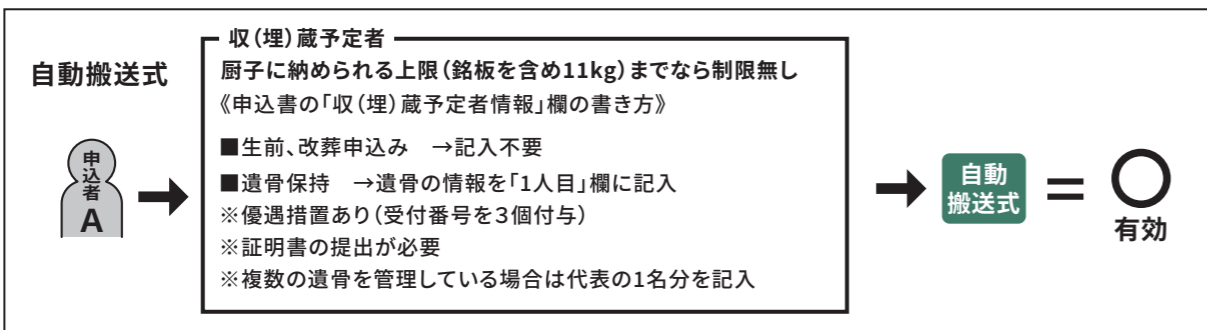 自動搬送式
申込者
A
収(埋)蔵予定者
厨子に納められる上限(銘板を含め11kg)までなら制限無し
《申込書の「収(埋)蔵予定者情報」欄の書き方》
■生前、改葬申込み　→記入不要
■遺骨保持　→遺骨の情報を「1人目」欄に記入
※優遇措置あり(受付番号を3個付与)
※証明書の提出が必要
※複数の遺骨を管理している場合は代表の1名分を記入
自動
搬送式
=
有効